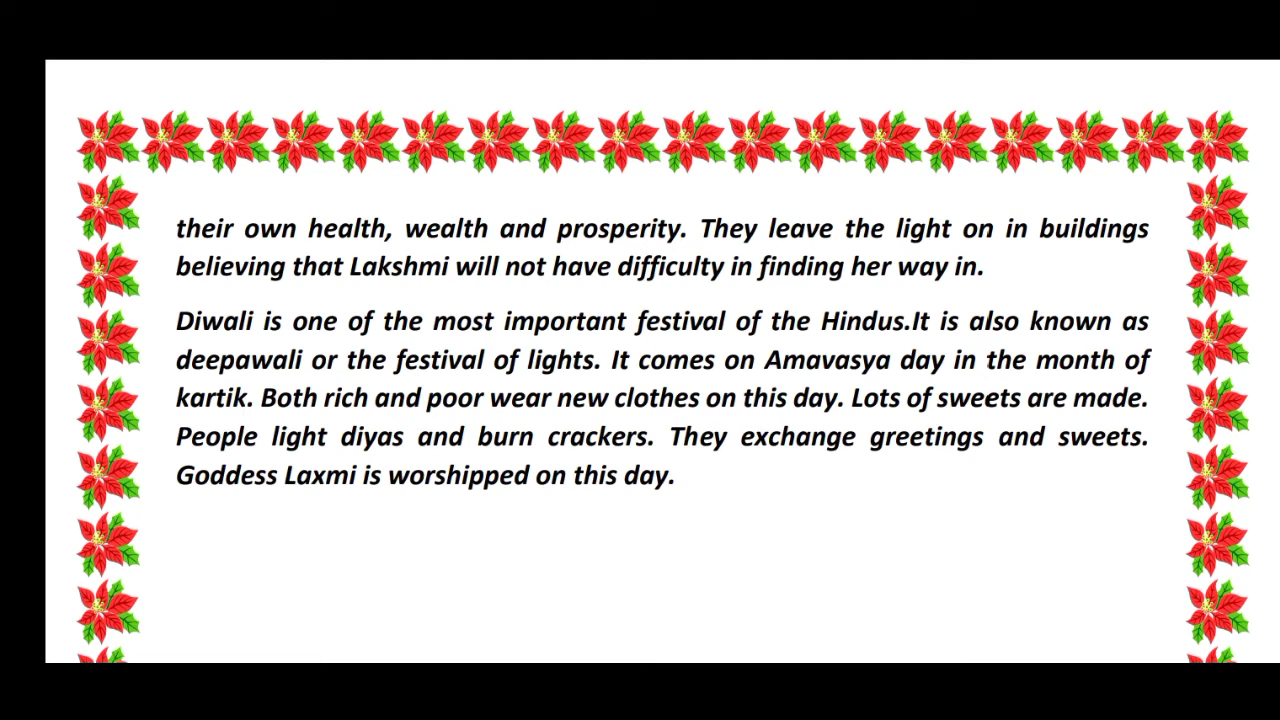 their own health, wealth and prosperity. They leave the light on in buildings
believing that Lakshmi will not have difficulty in finding her way in.
Diwali is one of the most important festival of the Hindus.It is also known as
deepawali or the festival of lights. It comes on Amavasya day in the month of
kartik. Both rich and poor wear new clothes on this day. Lots of sweets are made.
People light diyas and burn crackers. They exchange greetings and sweets.
Goddess Laxmi is worshipped on this day.